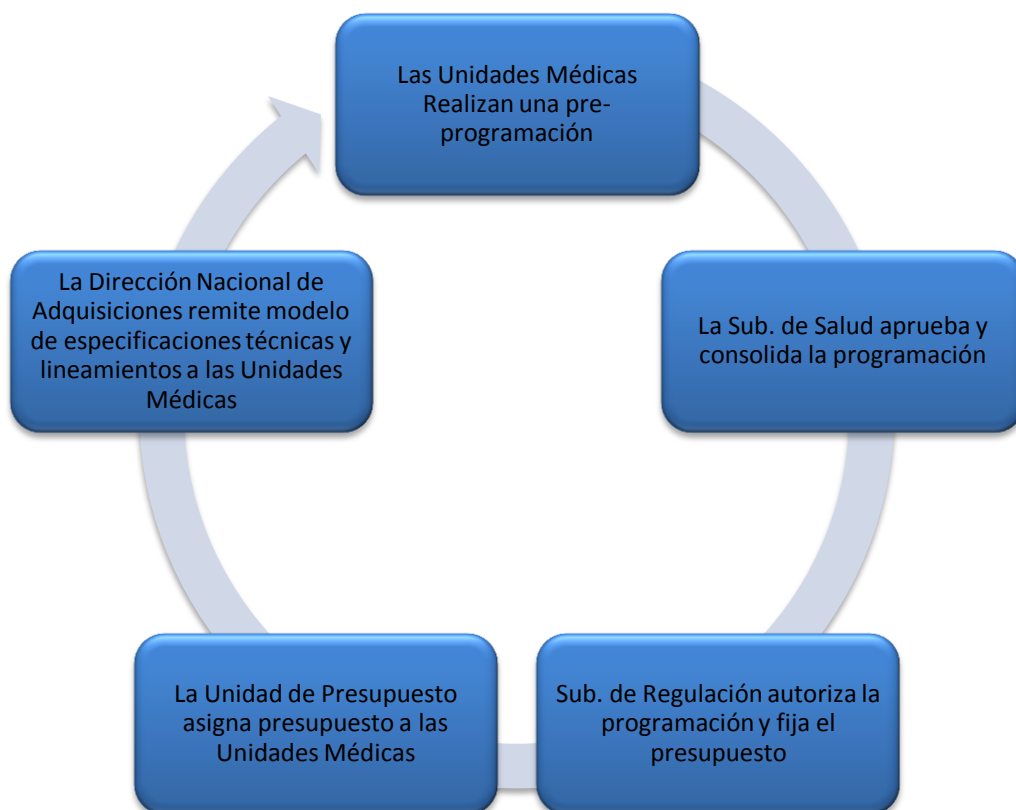 Las Unidades Médicas
Realizan una pre-
programación
La Sub. de Salud aprueba y
consolida la programación
Sub. de Regulación autoriza la
programación y fija el
presupuesto
La Unidad de Presupuesto
asigna presupuesto a las
Unidades Médicas
La Dirección Nacional de
Adquisiciones remite modelo
de especificaciones técnicas y
lineamientos a las Unidades
Médicas